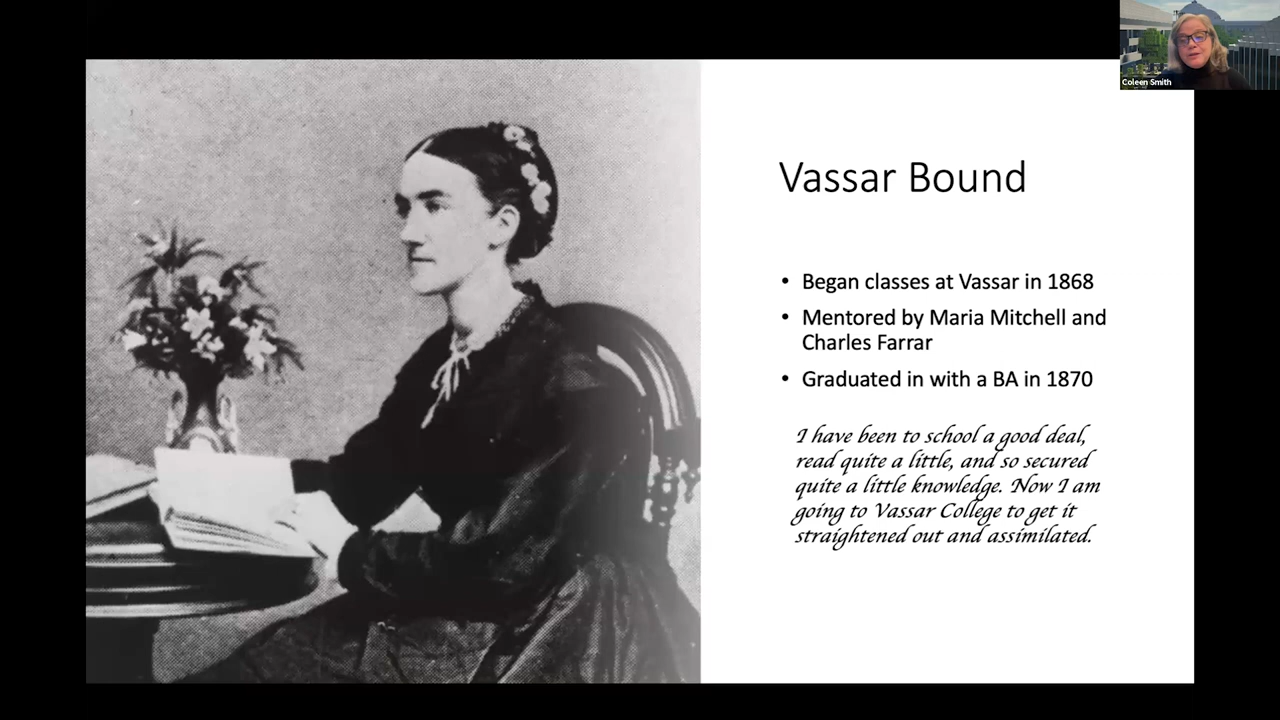 Coleen Smith
Vassar Bound
• Began classes at Vassar in 1868
• Mentored by Maria Mitchell and
Charles Farrar
• Graduated in with a BA in 1870
I have been to school a good deal,
read quite a little, and so secured
quite a little knowledge. Now I am
going to Vassar College to get it
straightened out and assimilated.